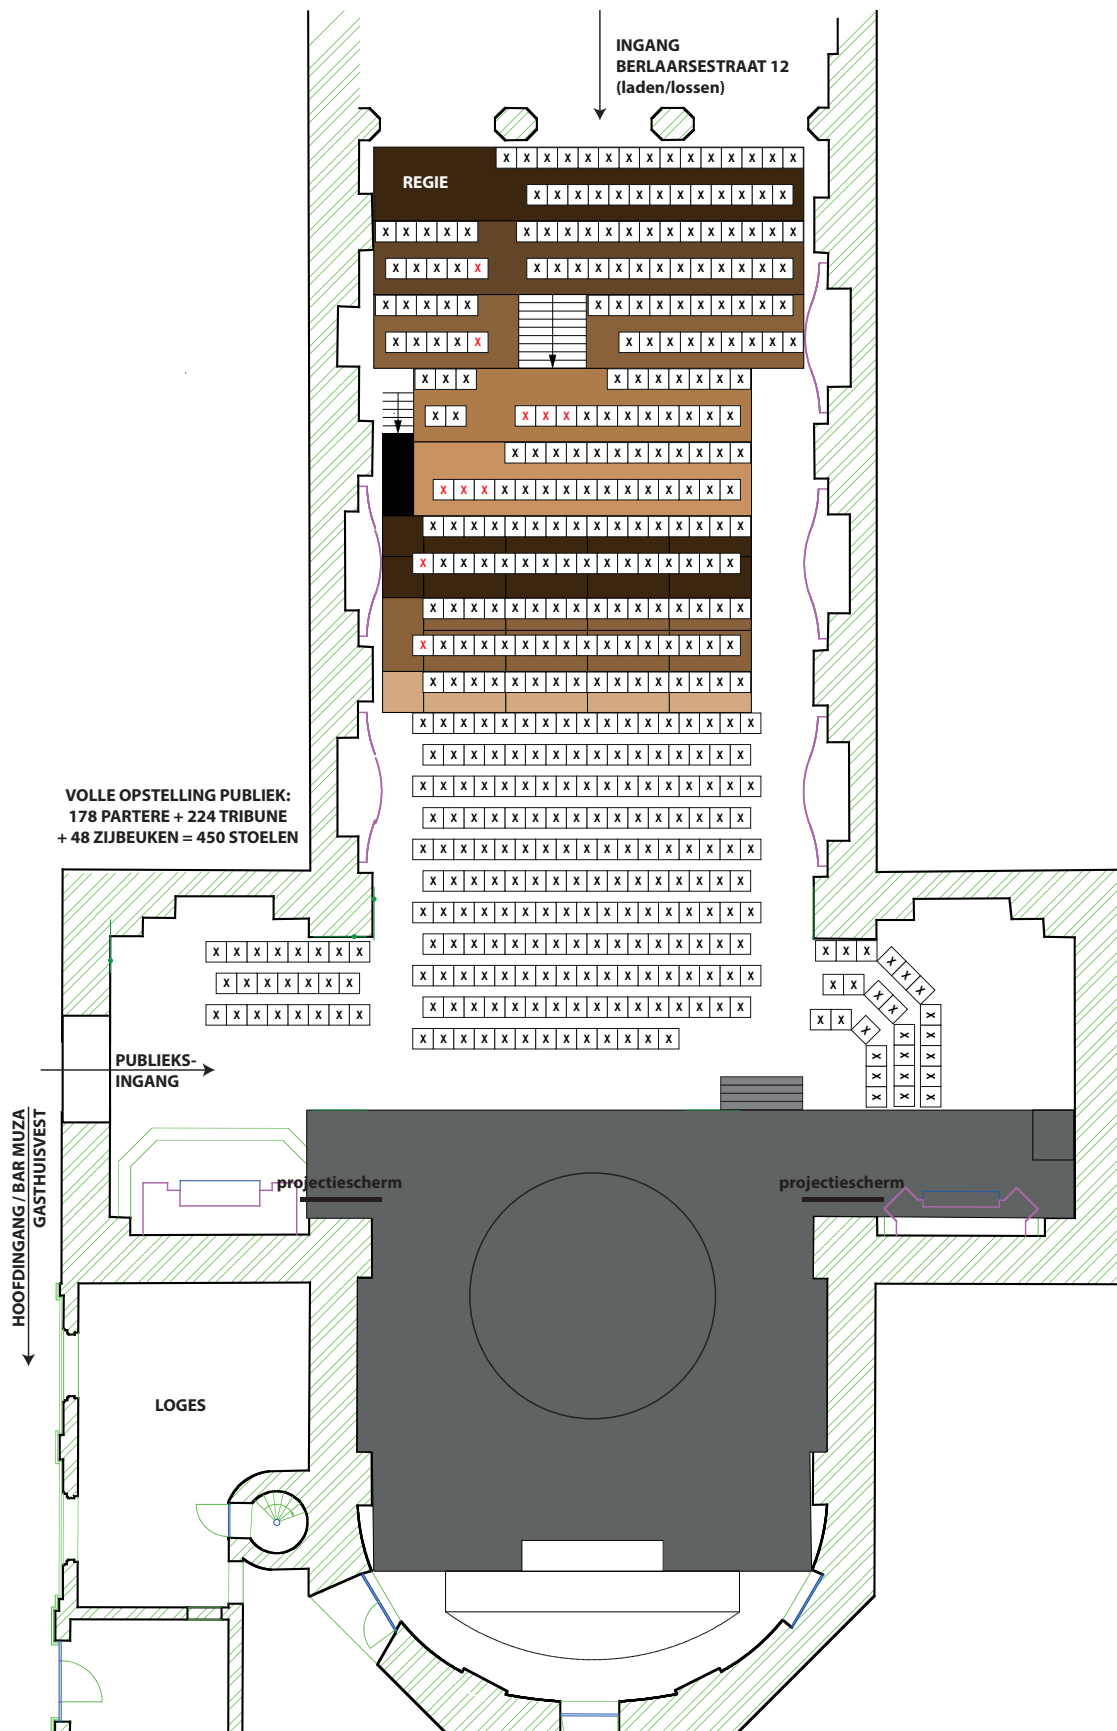 INGANG
BERLAARSESTRAAT 12
(laden/lossen)
X X X X X X X X X X X X X X X
REGIE
X X X X X X X X X X X X X
X X X X X X X X X X X X X X X X X X X
X X X X X X X X X X X X X X X X X X
X X X X X X X X X X X X X X X
X X X X X X X X X X X X X X
X X X X X X X X X X
X X X X X X X X X X X X X
X X X X X X X X X X X X
X X X X X X X X X X X X X X X
X X X X X X X X X X X X X X X X
X X X X X X X X X X X X X X X X
X X X X X X X X X X X X X X X X
X X X X X X X X X X X X X X X X
X X X X X X X X X X X X X X X X
X X X X X X X X X X X X X X X X X
X X X X X X X X X X X X X X X X
X X X X X X X X X X X X X X X X X
X X X X X X X X X X X X X X X X
X X X X X X X X X X X X X X X X X
X X X X X X X X X X X X X X X X
X X X X X X X X X X X X X X X X X
X X X X X X X X X X X X X X X X
X X X X X X X X X X X X X X X X X
X X X X X X X X X X X X X X X X
X X X X X X X X X X X X X
VOLLE OPSTELLING PUBLIEK:
178 PARTERE + 224 TRIBUNE
+ 48 ZIJBEUKEN = 450 STOELEN
X X X X X X X X
X X X X X X X
X X X X X X X X
X X X X X X
X X X X
X X X
X X X
X X X X
X X X X X
PUBLIEKS-
INGANG
HOOFDINGANG / BAR MUZA
GASTHUISVEST
projectiescherm
projectiescherm
LOGES